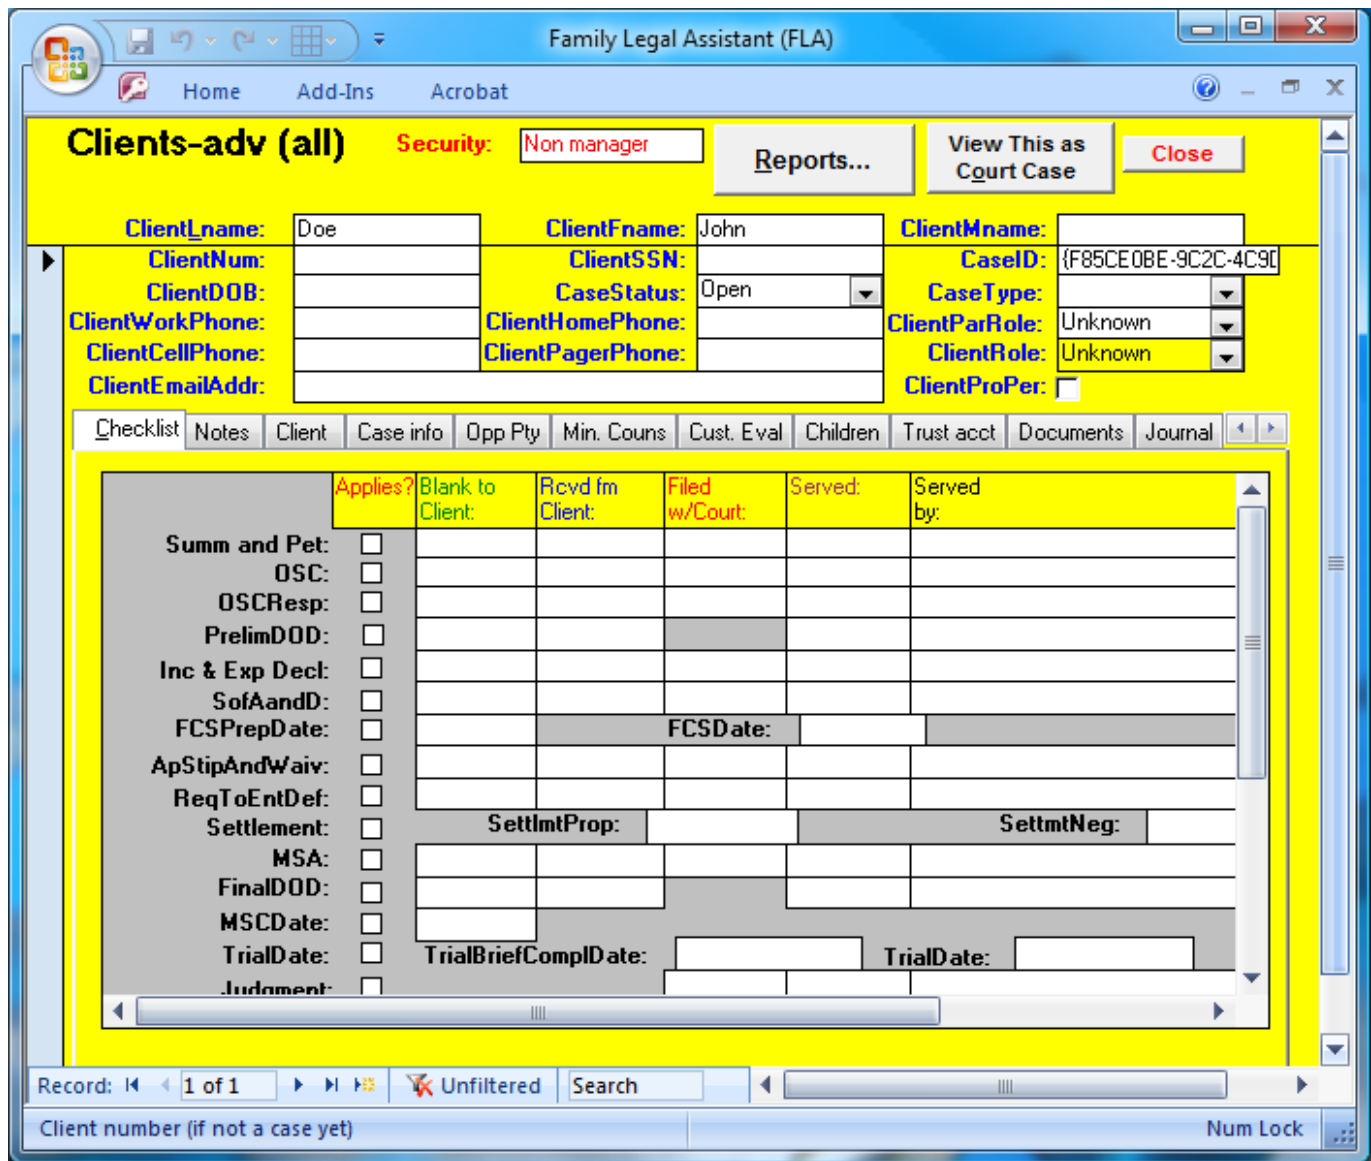 Family Legal Assistant (FLA)
Home Add-Ins Acrobat
Clients-adv (all) Security: Non manager Reports... View This as Court Case Close
ClientLname: Doe ClientFname: John ClientMname:
ClientNum: ClientSSN: CaseID: {F85CE0BE-9C2C-4C9D
ClientDOB: CaseStatus: Open CaseType:
ClientWorkPhone: ClientHomePhone: ClientParRole: Unknown
ClientCellPhone: ClientPagerPhone: ClientRole: Unknown
ClientEmailAddr: ClientProPer:
Checklist Notes Client Case info Opp Pty Min. Couns Cust. Eval Children Trust acct Documents Journal
Applies? Blank to Client: Rcvd fm Client: Filed w/Court: Served: Served by:
Summ and Pet:
OSC:
OSCResp:
PrelimDOD:
Inc & Exp Decl:
SofAandD:
FCSPrepDate: FCSDate:
ApStipAndWaiv:
ReqToEntDef:
Settlement: SettlmtProp: SettmtNeg:
MSA:
FinalDOD:
MSCDate:
TrialDate: TrialBriefComplDate: TrialDate:
Judgment:
Record: 1 of 1 Unfiltered Search
Client number (if not a case yet) Num Lock